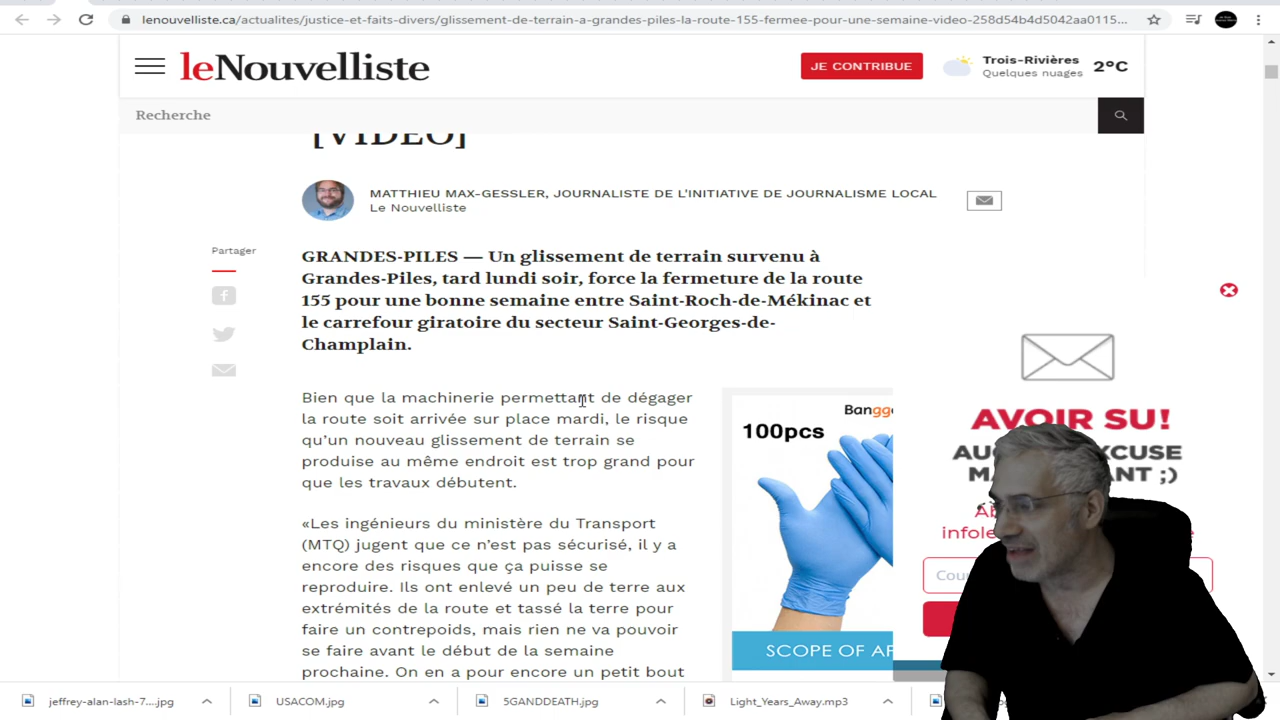 lenouvelliste.ca/actualites/justice-et-faits-divers/glissement-de-terrain-a-grandes-piles-la-route-155-fermee-pour-une-semaine-video-258d54b4d5042aa0115...
leNouvelliste
JE CONTRIBUE
Trois-Rivières
Quelques nuages
2°C
Recherche
[VIDÉO]
MATTHIEU MAX-GESSLER, JOURNALISTE DE L'INITIATIVE DE JOURNALISME LOCAL
Le Nouvelliste
Partager
GRANDES-PILES — Un glissement de terrain survenu à
Grandes-Piles, tard lundi soir, force la fermeture de la route
155 pour une bonne semaine entre Saint-Roch-de-Mékinac et
le carrefour giratoire du secteur Saint-Georges-de-
Champlain.
Bien que la machinerie permettant de dégager
la route soit arrivée sur place mardi, le risque
qu'un nouveau glissement de terrain se
produise au même endroit est trop grand pour
que les travaux débutent.
«Les ingénieurs du ministère du Transport
(MTQ) jugent que ce n'est pas sécurisé, il y a
encore des risques que ça puisse se
reproduire. Ils ont enlevé un peu de terre aux
extrémités de la route et tassé la terre pour
faire un contrepoids, mais rien ne va pouvoir
se faire avant le début de la semaine
prochaine. On en a pour encore un petit bout
Bangg
100pcs
SCOPE OF AP
AVOIR SU!
jeffrey-alan-lash-7....jpg
USACOM.jpg
5GANDDEATH.jpg
Light_Years_Away.mp3